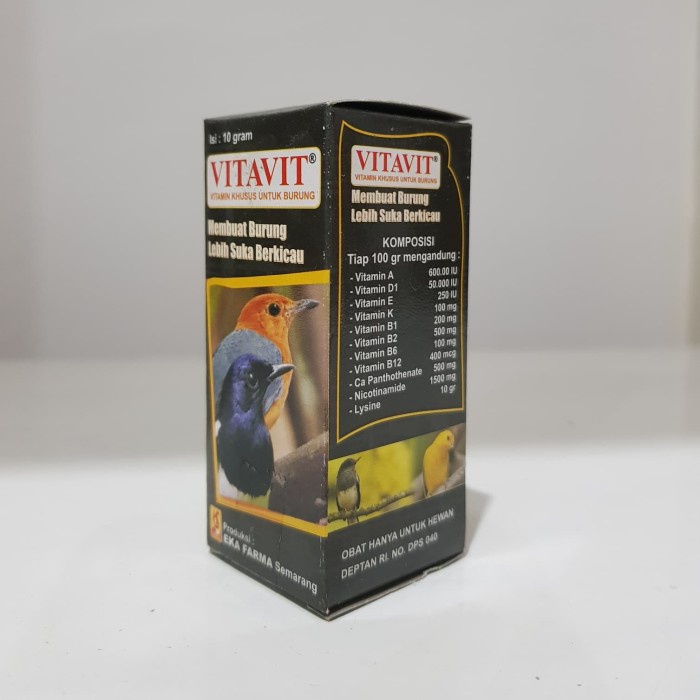 Isi : 10 gram
VITAVIT®
VITAMIN KHUSUS UNTUK BURUNG
Membuat Burung
Lebih Suka Berkicau
Produksi :
EKA FARMA Semarang
VITAVIT®
VITAMIN KHUSUS UNTUK BURUNG
Membuat Burung
Lebih Suka Berkicau
KOMPOSISI
Tiap 100 gr mengandung :
- Vitamin A 600.00 IU
- Vitamin D1 50.000 IU
- Vitamin E 250 IU
- Vitamin K 100 mg
- Vitamin B1 200 mg
- Vitamin B2 500 mg
- Vitamin B6 100 mg
- Vitamin B12 400 mcg
- Ca Panthothenate 500 mg
- Nicotinamide 1500 mg
- Lysine 10 gr
OBAT HANYA UNTUK HEWAN
DEPTAN RI. NO. DPS 040